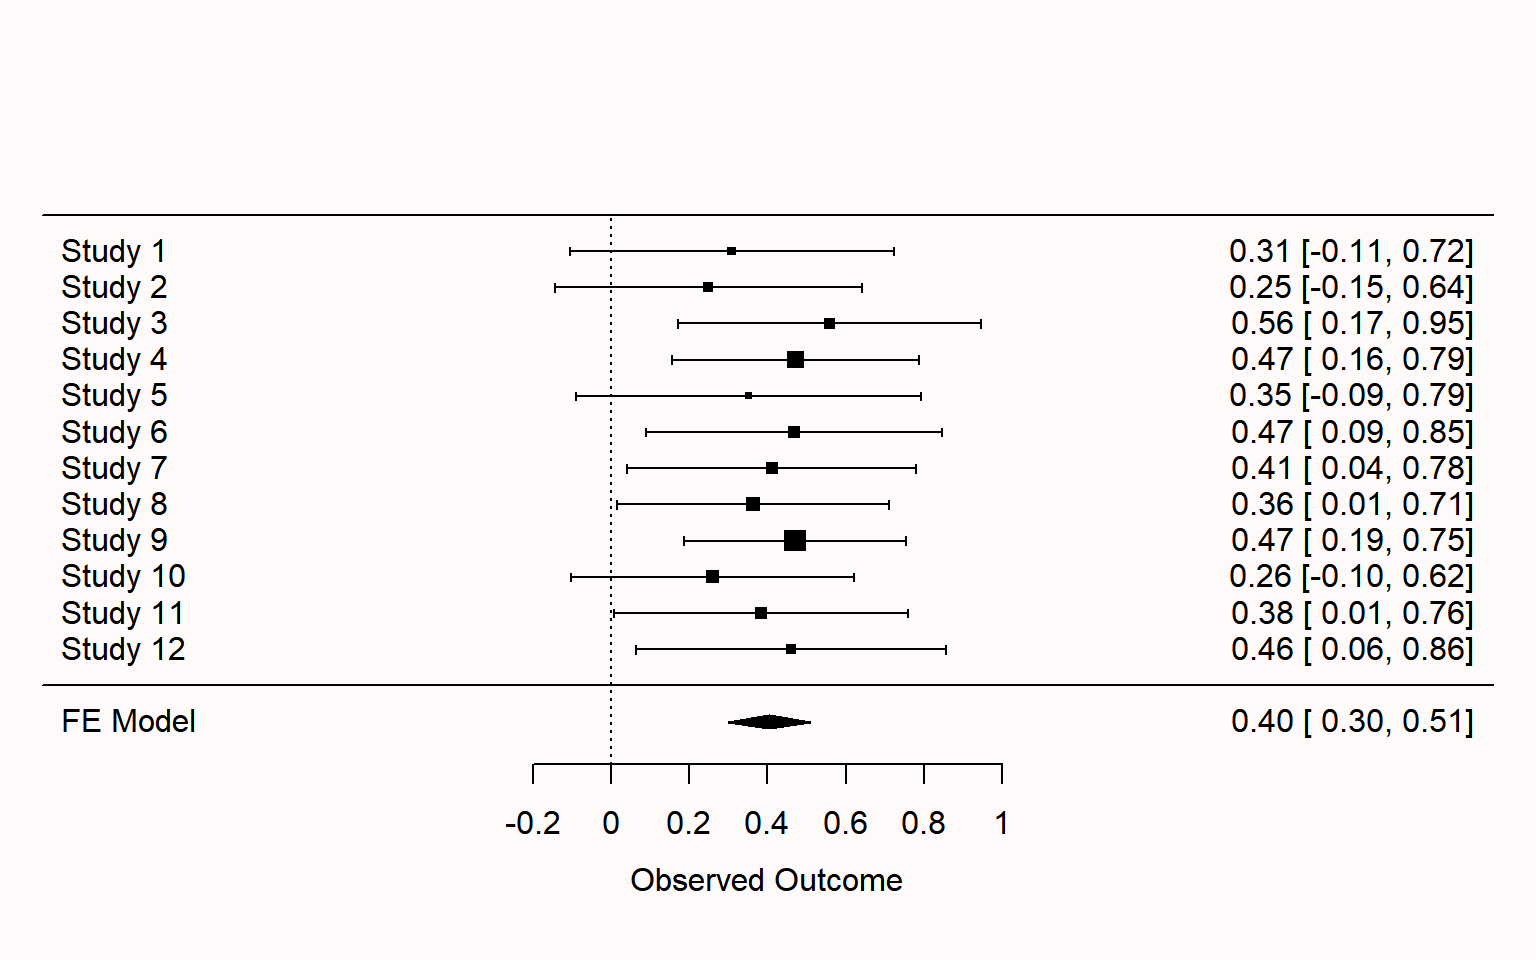 Study 1 0.31 [-0.11, 0.72]
Study 2 0.25 [-0.15, 0.64]
Study 3 0.56 [ 0.17, 0.95]
Study 4 0.47 [ 0.16, 0.79]
Study 5 0.35 [-0.09, 0.79]
Study 6 0.47 [ 0.09, 0.85]
Study 7 0.41 [ 0.04, 0.78]
Study 8 0.36 [ 0.01, 0.71]
Study 9 0.47 [ 0.19, 0.75]
Study 10 0.26 [-0.10, 0.62]
Study 11 0.38 [ 0.01, 0.76]
Study 12 0.46 [ 0.06, 0.86]
FE Model 0.40 [ 0.30, 0.51]
-0.2 0 0.2 0.4 0.6 0.8 1
Observed Outcome